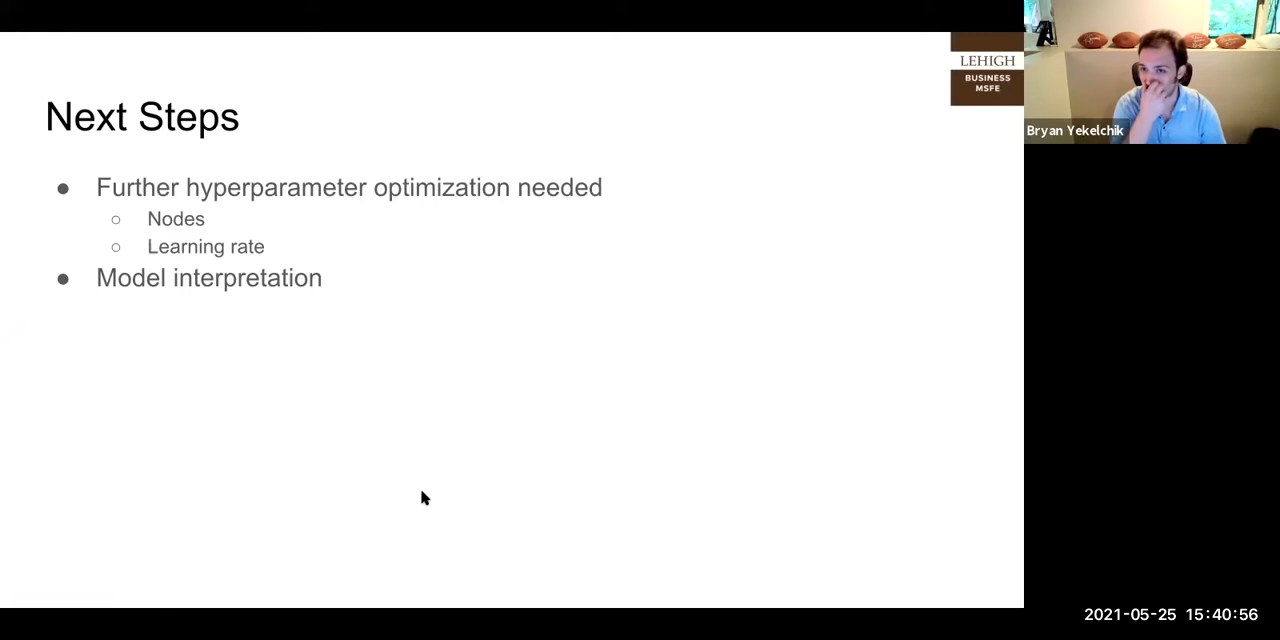 LEHIGH
BUSINESS
MSFE
Next Steps
● Further hyperparameter optimization needed
○ Nodes
○ Learning rate
● Model interpretation
Bryan Yekelchik
2021-05-25 15:40:56